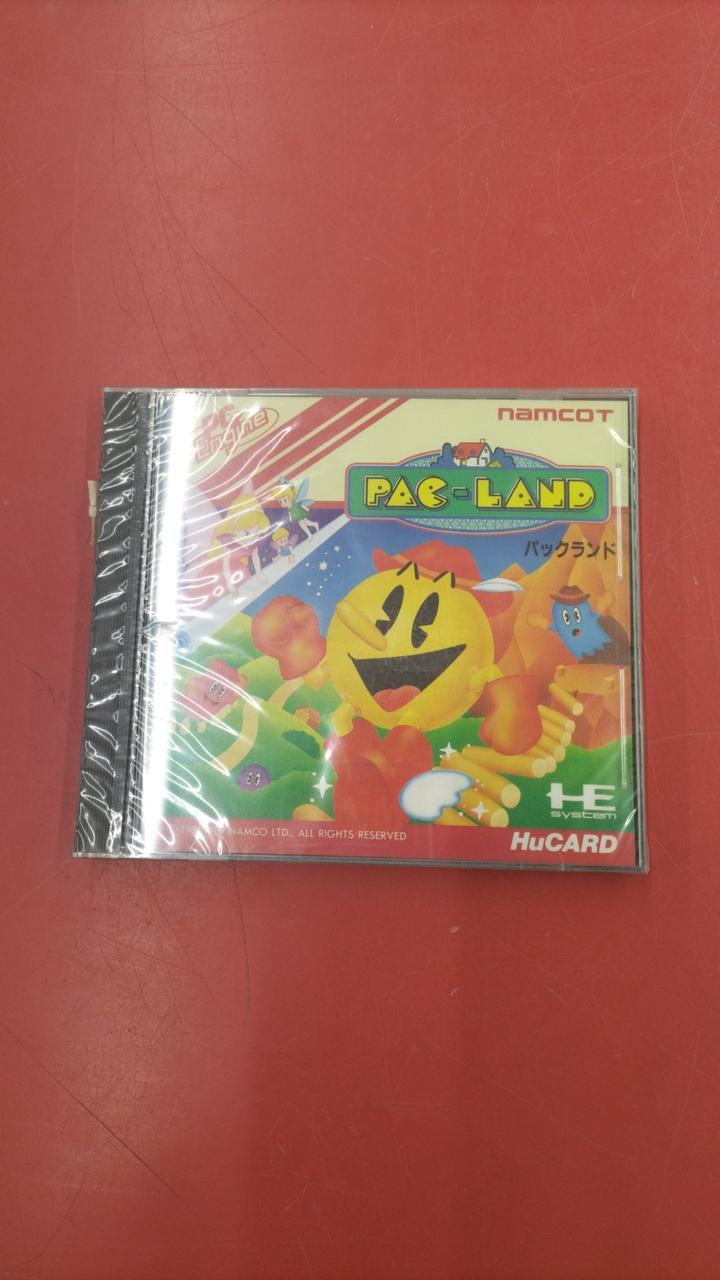 PC Engine
namcoT
PAC-LAND
パックランド
HE
system
NAMCO LTD., ALL RIGHTS RESERVED
HuCARD